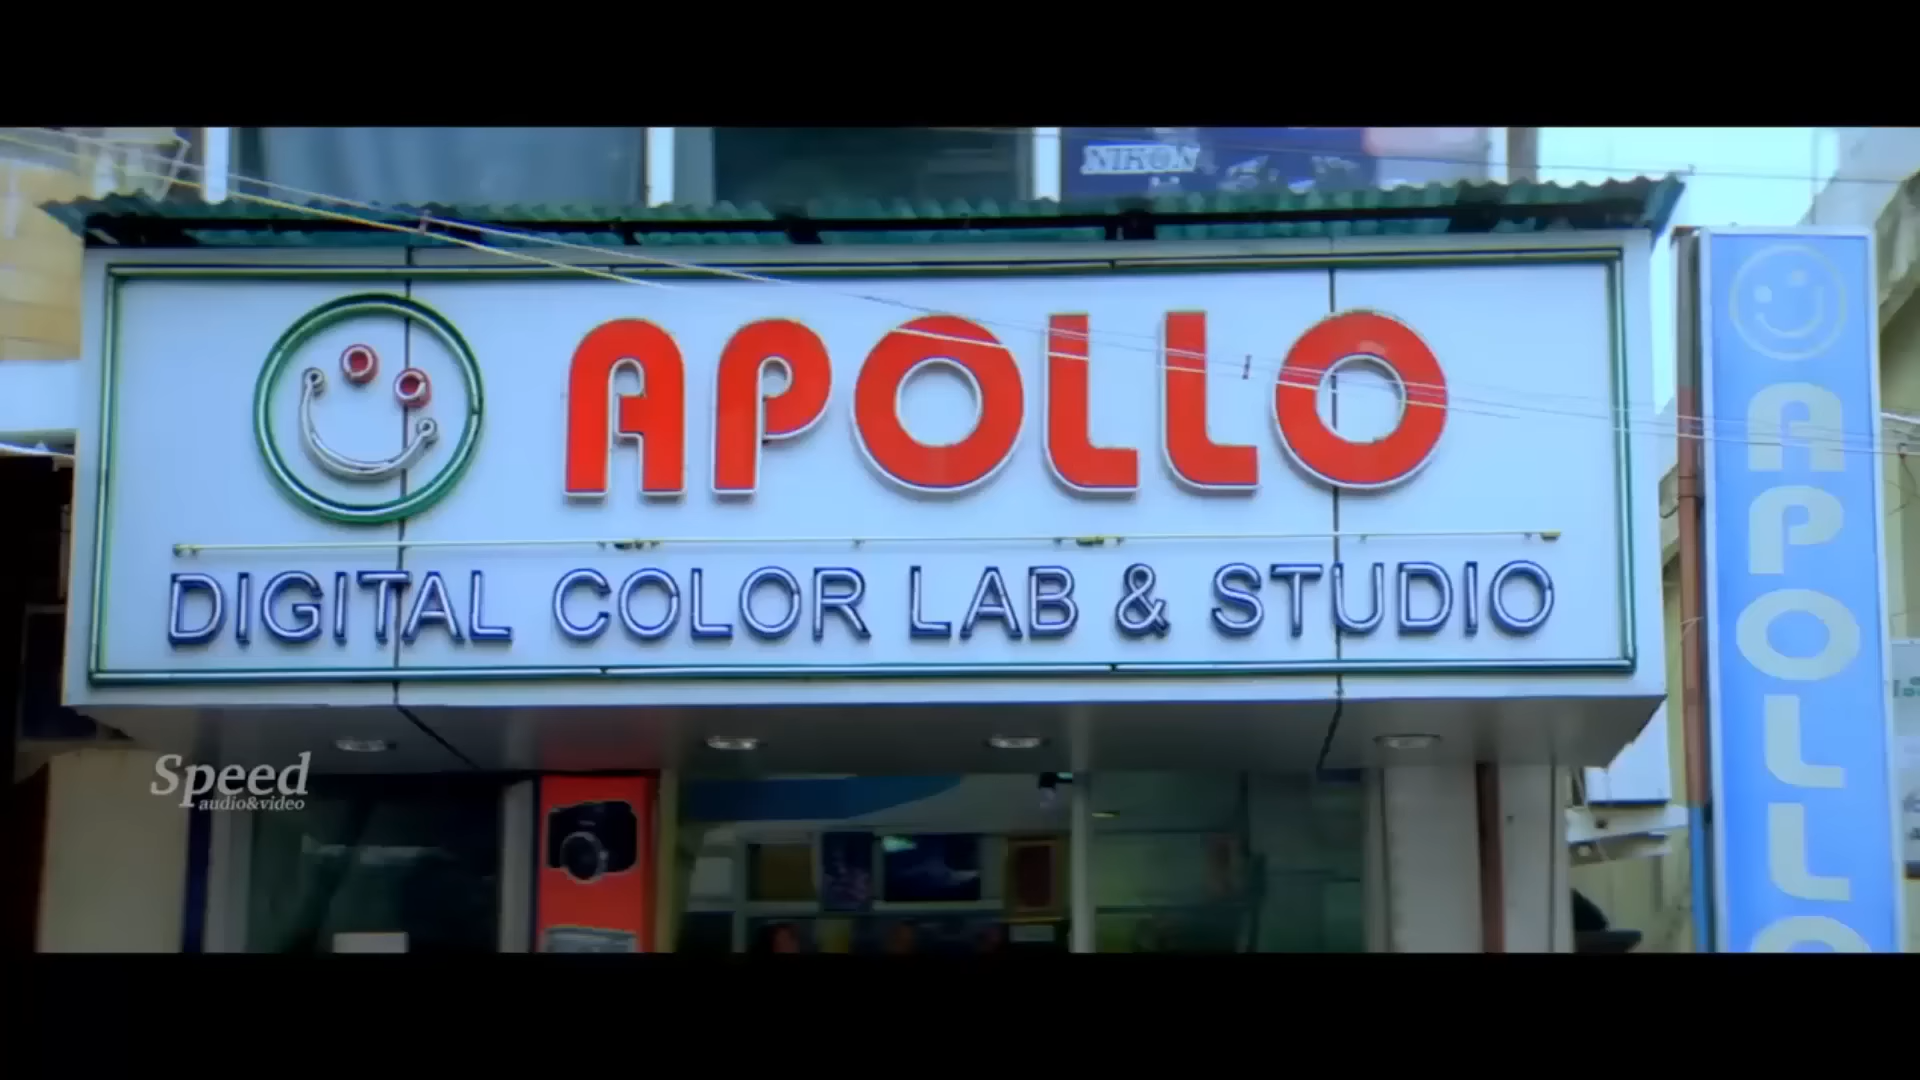 NIKON
APOLLO
DIGITAL COLOR LAB & STUDIO
APOLLO
Speed
audio&video